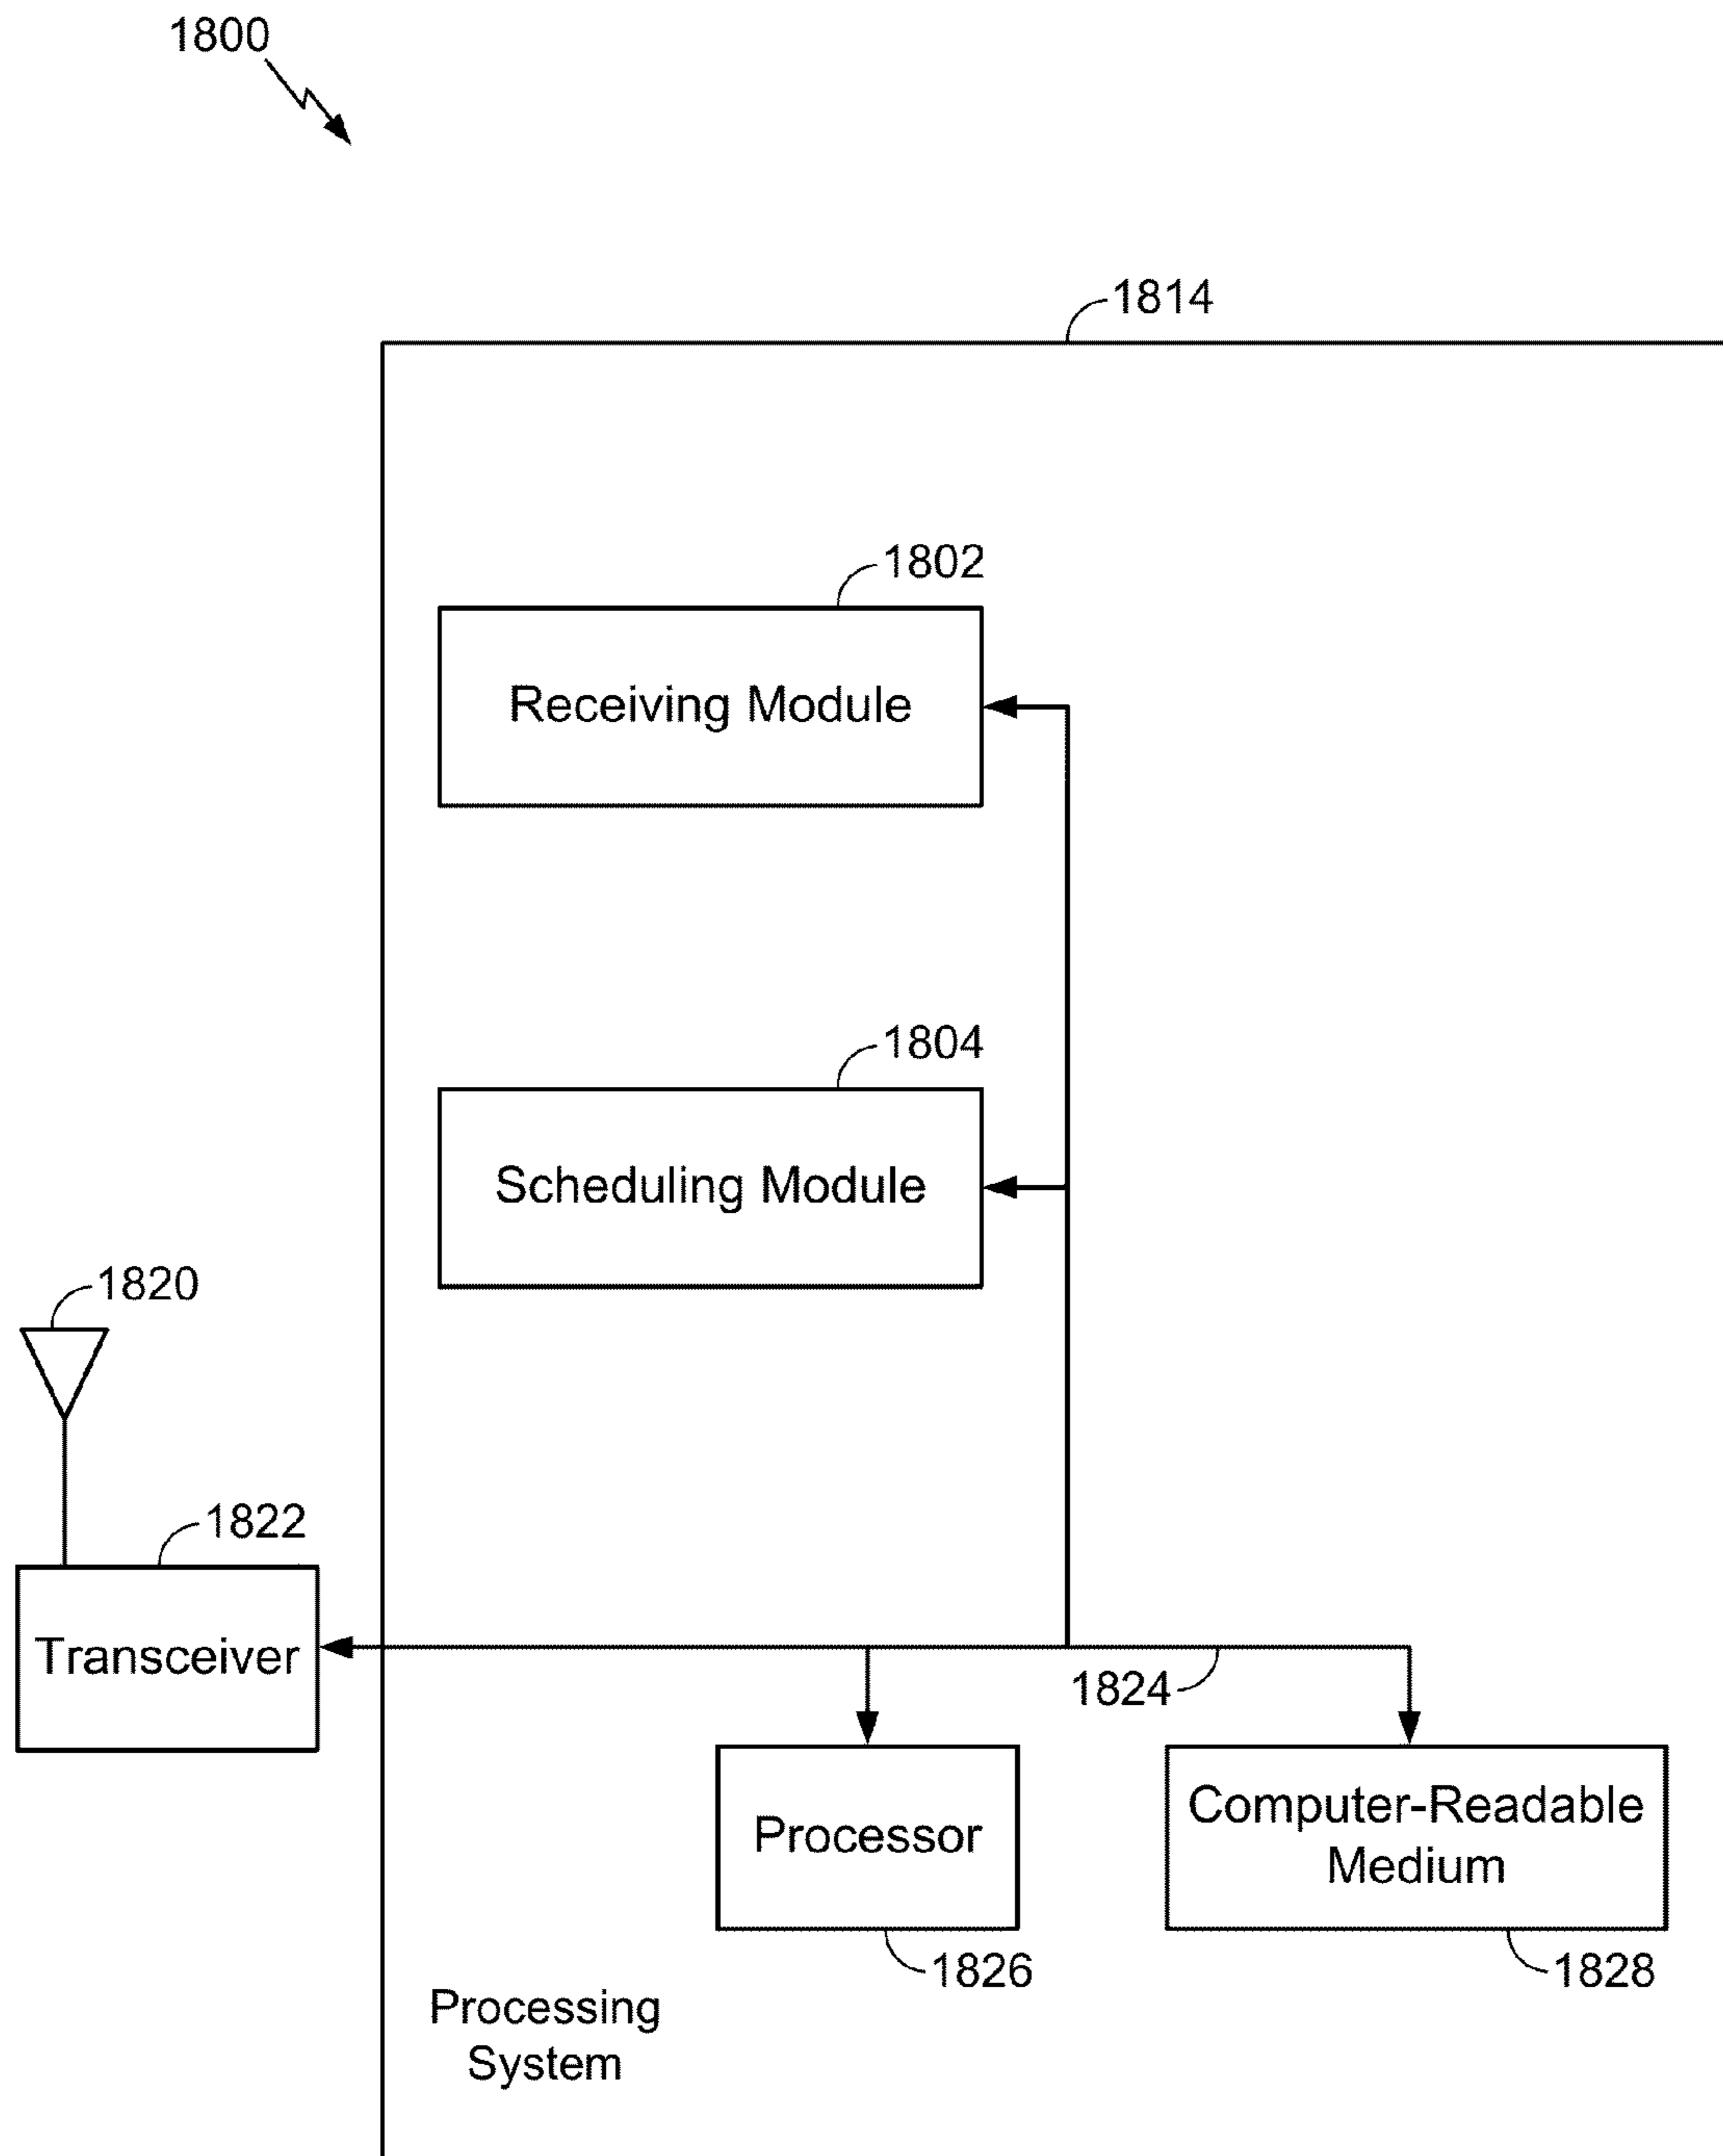 1800
1814
1802
Receiving Module
1804
Scheduling Module
1820
1822
Transceiver
1824
Processor
Computer-Readable
Medium
1826
1828
Processing
System